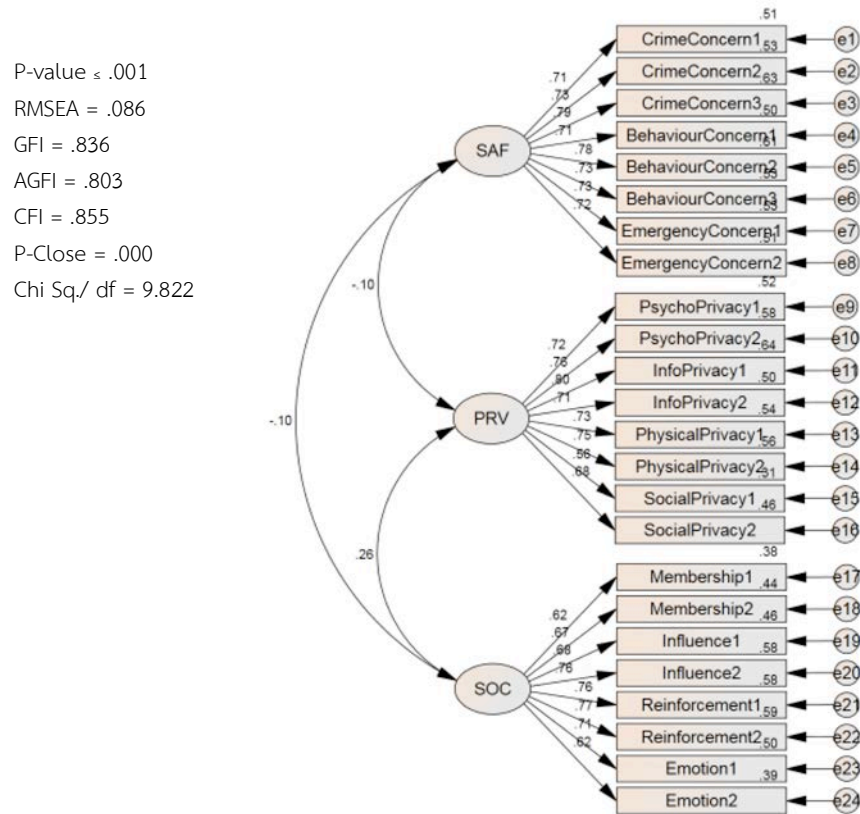 P-value ≤ .001
RMSEA = .086
GFI = .836
AGFI = .803
CFI = .855
P-Close = .000
Chi Sq./ df = 9.822
.51
CrimeConcern1 e1
.71 .53
CrimeConcern2 e2
.73 .63
CrimeConcern3 e3
.79 .50
BehaviourConcern1 e4
.71 .61
SAF
BehaviourConcern2 e5
.78 .53
BehaviourConcern3 e6
.73 .53
EmergencyConcern1 e7
.73 .51
EmergencyConcern2 e8
.72
-.10
.52
PsychoPrivacy1 e9
.72 .58
PsychoPrivacy2 e10
.76 .64
InfoPrivacy1 e11
.80 .50
InfoPrivacy2 e12
.71 .54
-.10
PRV
PhysicalPrivacy1 e13
.73 .56
PhysicalPrivacy2 e14
.75 .31
SocialPrivacy1 e15
.56 .46
SocialPrivacy2 e16
.68
.26
.38
Membership1 e17
.62 .44
Membership2 e18
.67 .46
Influence1 e19
.68 .58
Influence2 e20
.76 .58
SOC
Reinforcement1 e21
.76 .59
Reinforcement2 e22
.77 .50
Emotion1 e23
.71 .39
Emotion2 e24
.62